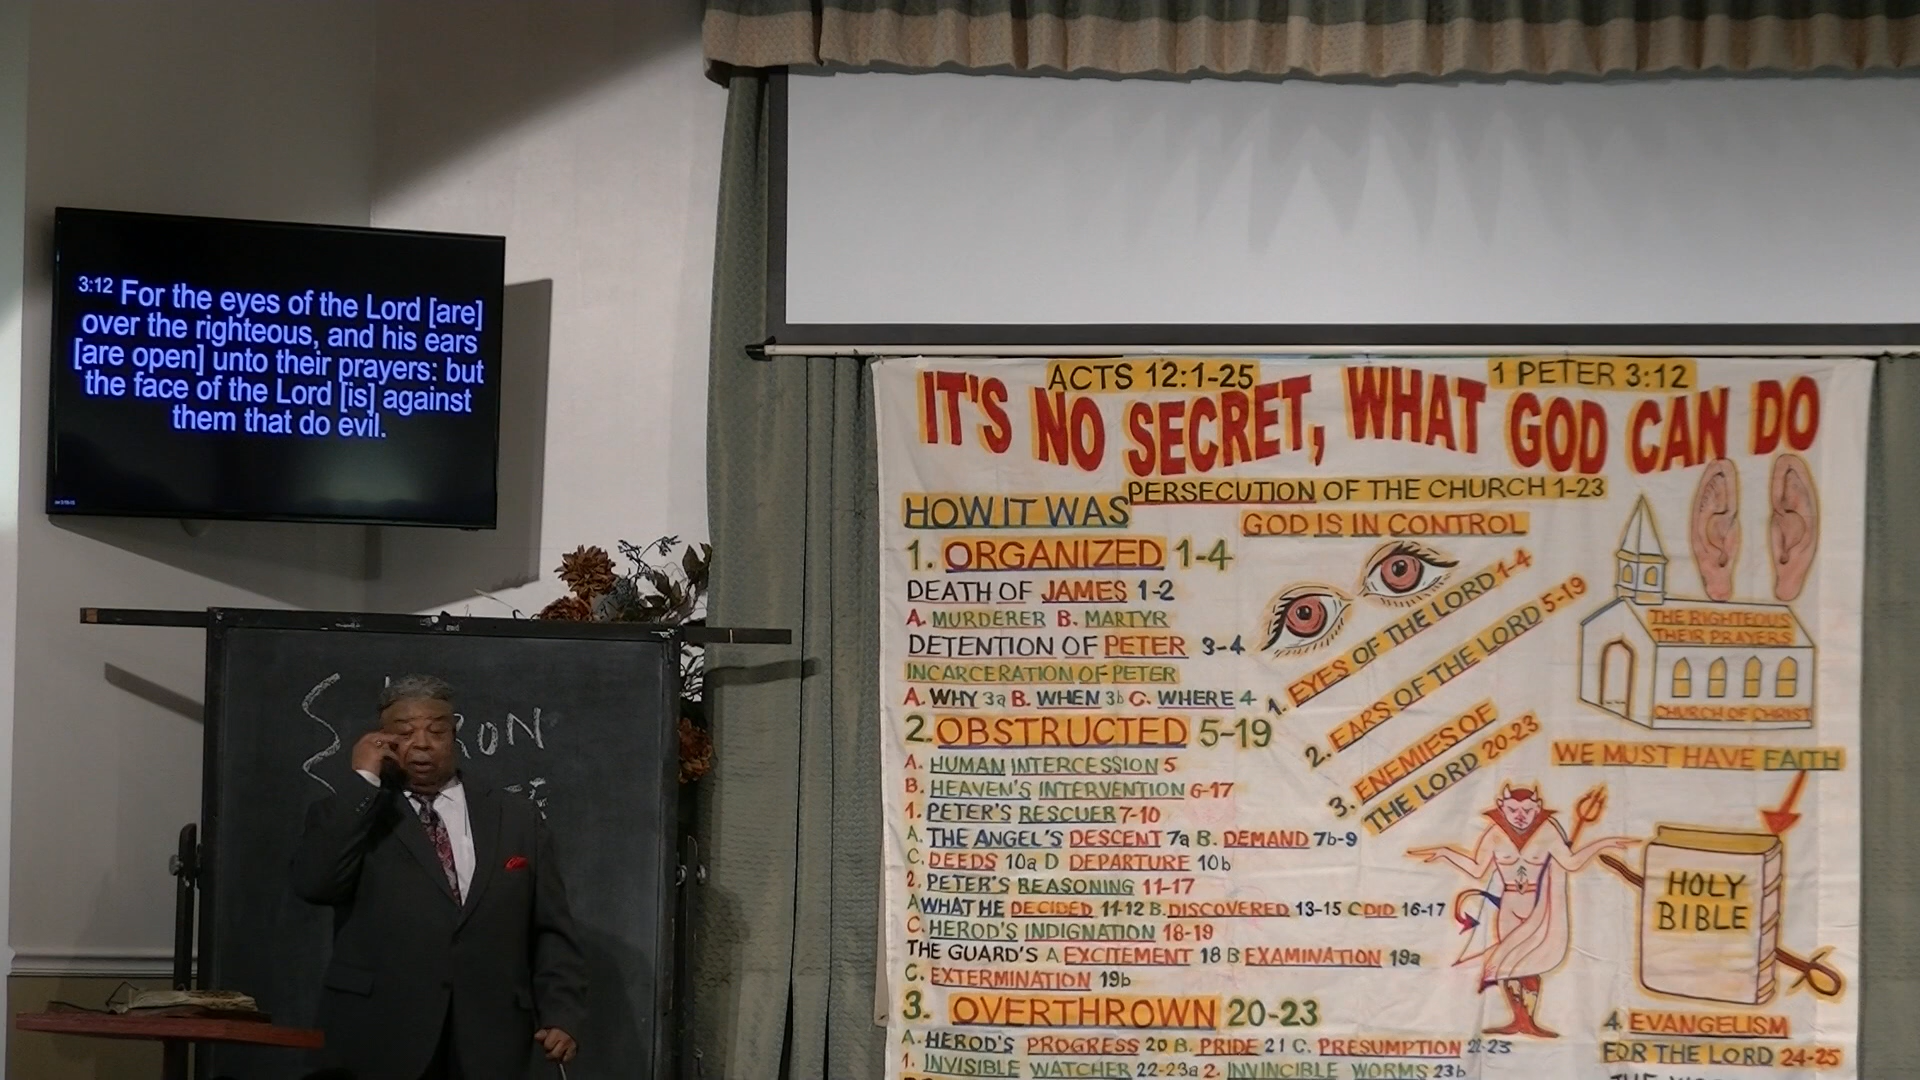 3:12 For the eyes of the Lord [are]
over the righteous, and his ears
[are open] unto their prayers: but
the face of the Lord [is] against
them that do evil.
RON
ACTS 12:1-25
1 PETER 3:12
IT'S NO SECRET, WHAT GOD CAN DO
PERSECUTION OF THE CHURCH 1-23
HOW IT WAS
GOD IS IN CONTROL
1. ORGANIZED 1-4
DEATH OF JAMES 1-2
A. MURDERER B. MARTYR
DETENTION OF PETER 3-4
INCARCERATION OF PETER
A. WHY 3a B. WHEN 3b C. WHERE 4
2. OBSTRUCTED 5-19
A. HUMAN INTERCESSION 5
B. HEAVEN'S INTERVENTION 6-17
1. PETER'S RESCUER 7-10
A. THE ANGEL'S DESCENT 7a B. DEMAND 7b-9
C. DEEDS 10a D DEPARTURE 10b
2. PETER'S REASONING 11-17
A WHAT HE DECIDED 11-12 B. DISCOVERED 13-15 C DID 16-17
C. HEROD'S INDIGNATION 18-19
THE GUARD'S A EXCITEMENT 18 B EXAMINATION 19a
C. EXTERMINATION 19b
3. OVERTHROWN 20-23
A. HEROD'S PROGRESS 20 B. PRIDE 21 C. PRESUMPTION 22-23
1. INVISIBLE WATCHER 22-23a 2. INVINCIBLE WORMS 23b
1. EYES OF THE LORD 1-4
2. EARS OF THE LORD 5-19
3. ENEMIES OF
THE LORD 20-23
THE RIGHTEOUS
THEIR PRAYERS
CHURCH OF CHRIST
WE MUST HAVE FAITH
HOLY
BIBLE
4. EVANGELISM
FOR THE LORD 24-25